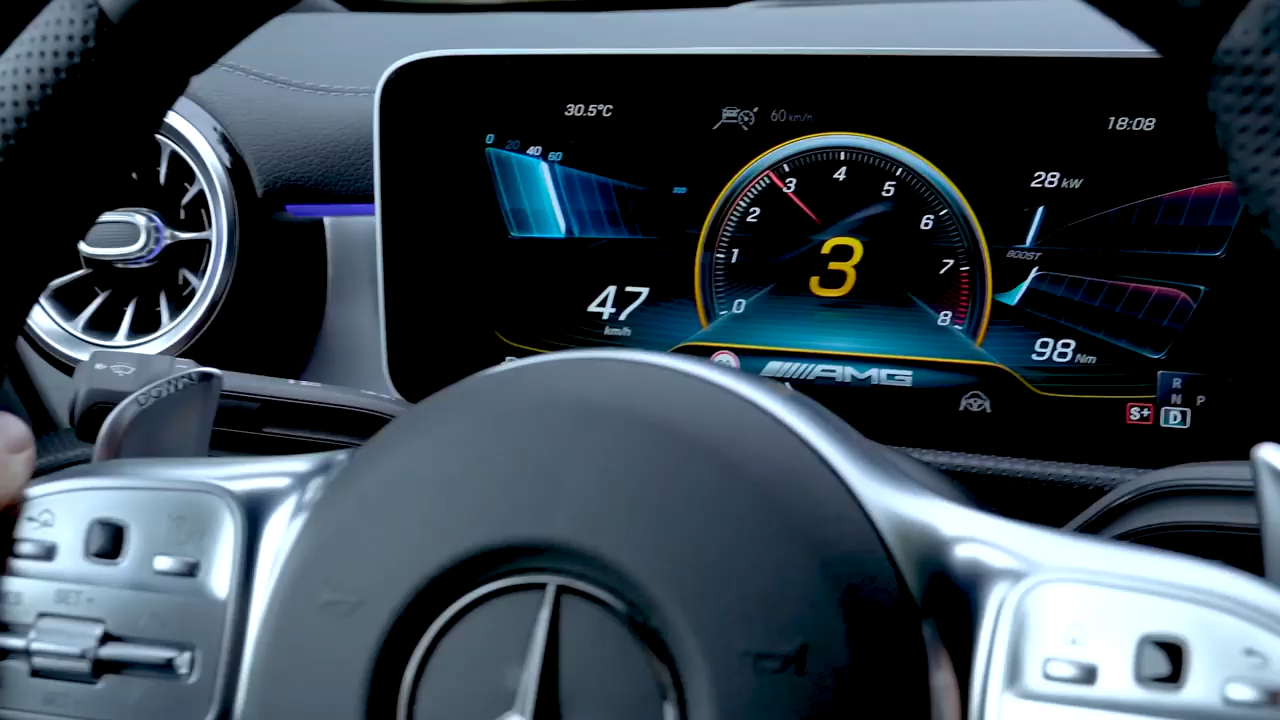 30.5°C
60 km/h
18:08
0 20 40 60
28 kW
BOOST
0 1 2 3 4 5 6 7 8
3
47
km/h
98 Nm
AMG
R
N P
S+ D
DOWN
SET -